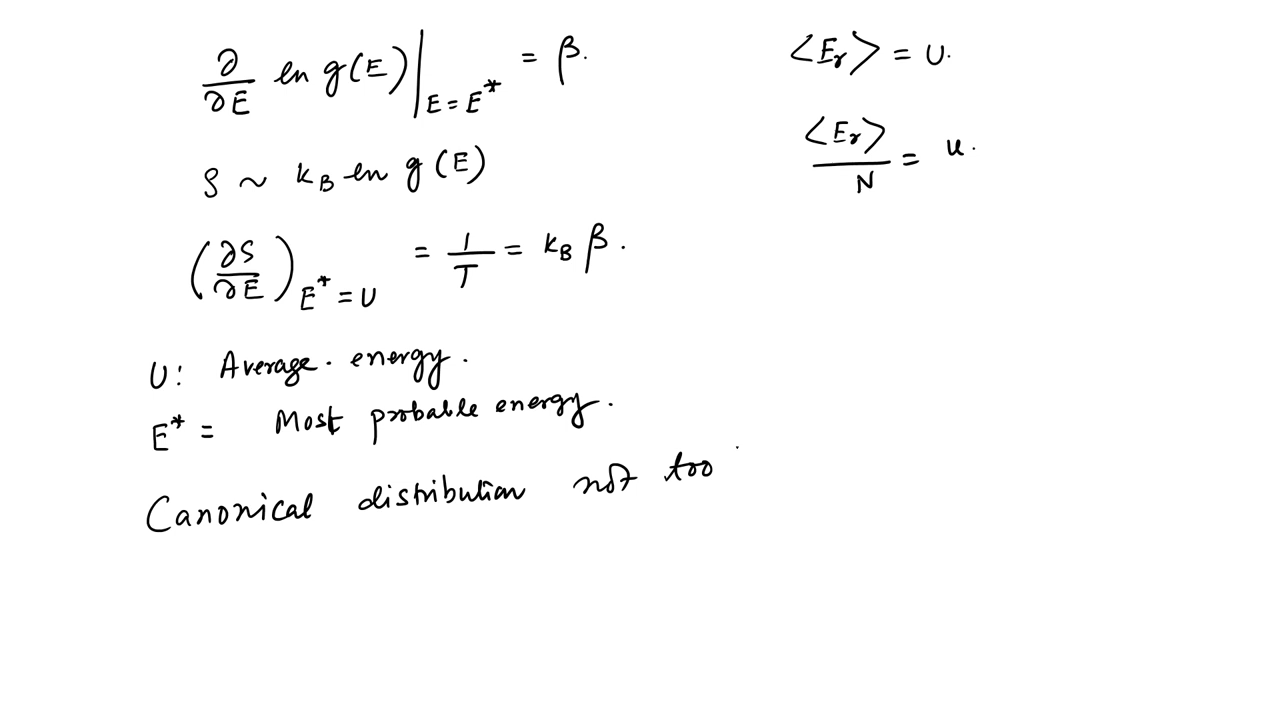 ∂/∂E ln g(E)|_{E=E*} = β.
S ~ k_B ln g(E)
(∂S/∂E)_{E*=U} = 1/T = k_B β.
U: Average energy.
E* = Most probable energy.
Canonical distribution not too
<E_r> = U.
<E_r>/N = u.